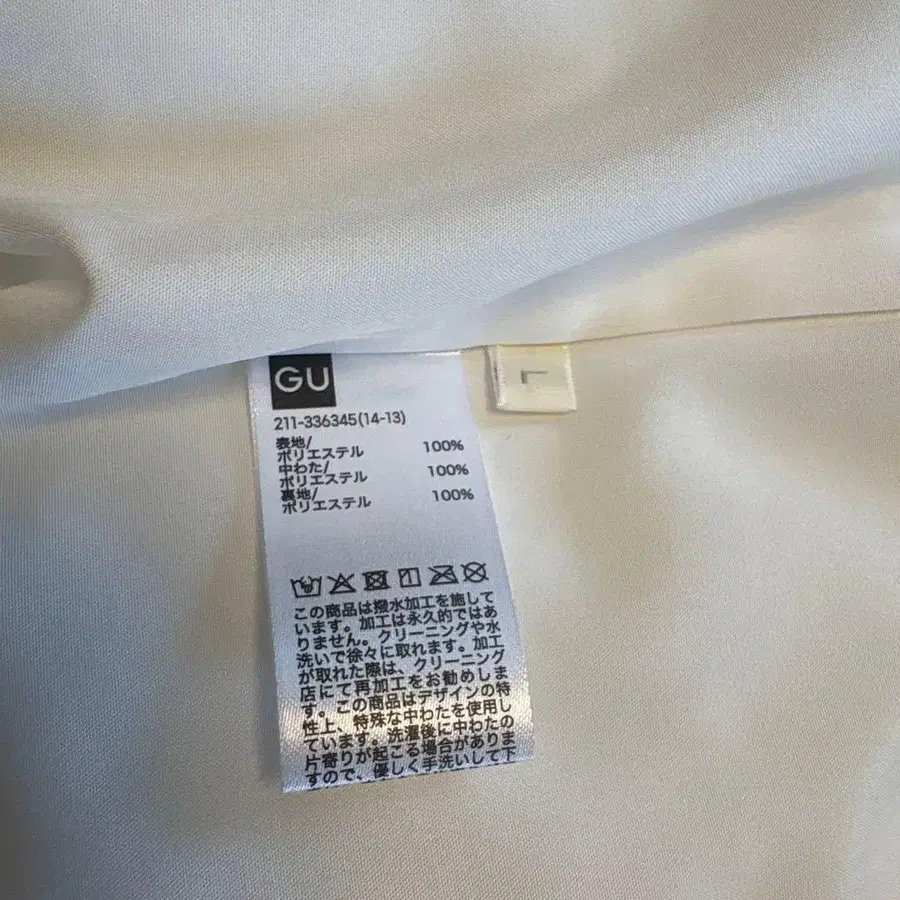 GU
L
211-336345(14-13)
表地/
ポリエステル 100%
中わた/
ポリエステル 100%
裏地/
ポリエステル 100%
この商品は撥水加工を施して
います。加工は永久的ではあ
りません。クリーニングや水
洗いで徐々に取れます。加工
が取れた際は、クリーニング
店にて再加工をお勧めしま
す。この商品はデザインの特
性上、特殊な中わたを使用し
ています。洗濯後に中わたの
片寄りが起こる場合がありま
すので、優しく手洗いして下